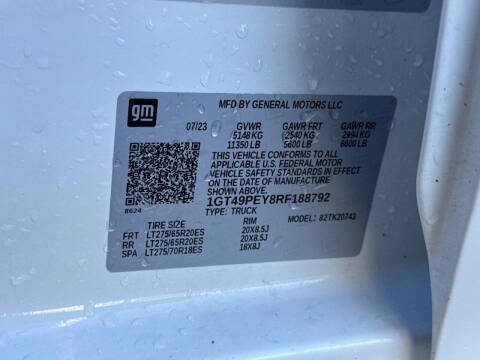 gm
MFD BY GENERAL MOTORS LLC
07/23 GVWR GAWR FRT GAWR RR
5148 KG 2540 KG 2994 KG
11350 LB 5600 LB 6600 LB
THIS VEHICLE CONFORMS TO ALL
APPLICABLE U.S. FEDERAL MOTOR
VEHICLE SAFETY STANDARDS IN
EFFECT ON THE DATE OF MANUFACTURE
SHOWN ABOVE.
1GT49PEY8RF188792
8624 TYPE: TRUCK MODEL: 82TK20743
TIRE SIZE RIM
FRT LT275/65R20ES 20X8.5J
RR LT275/65R20ES 20X8.5J
SPA LT275/70R18ES 18X8J